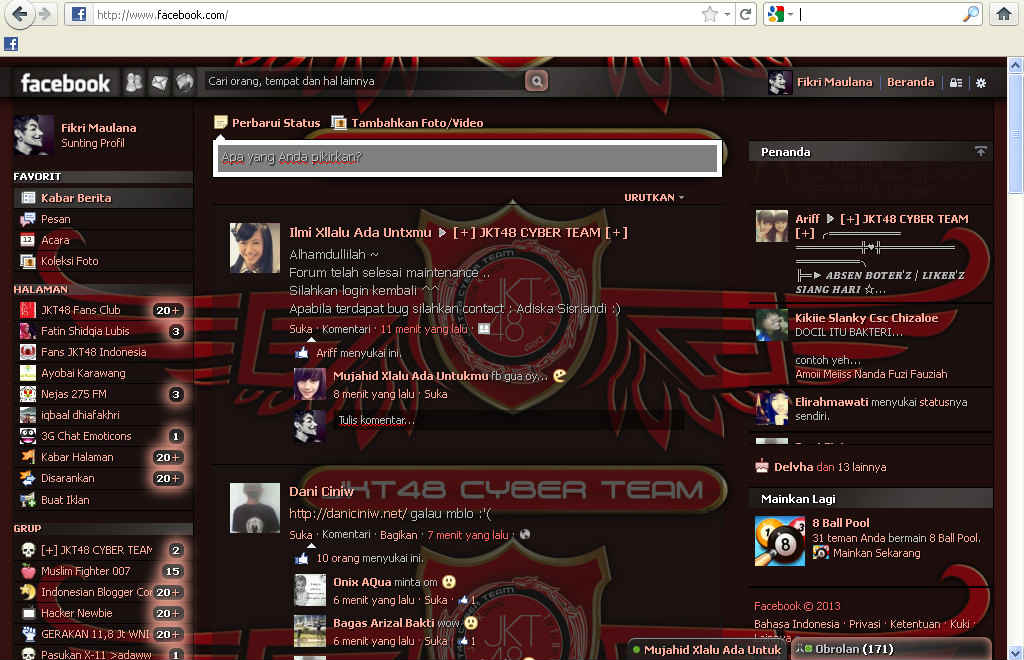 http://www.facebook.com/
facebook
Cari orang, tempat dan hal lainnya
Fikri Maulana
Beranda
Fikri Maulana
Sunting Profil
FAVORIT
Kabar Berita
Pesan
Acara
Koleksi Foto
HALAMAN
JKT48 Fans Club 20+
Fatin Shidqia Lubis 3
Fans JKT48 Indonesia
Ayobai Karawang
Nejas 275 FM 3
iqbaal dhiafakhri
3G Chat Emoticons 1
Kabar Halaman 20+
Disarankan 20+
Buat Iklan
GRUP
[+] JKT48 CYBER TEAM 2
Muslim Fighter 007 15
Indonesian Blogger Con 20+
Hacker Newbie 20+
GERAKAN 11,8 Jt WNI 20+
Pasukan X-11 >adaww 1
Perbarui Status Tambahkan Foto/Video
Apa yang Anda pikirkan?
URUTKAN
Ilmi Xllalu Ada Untxmu ▶ [+] JKT48 CYBER TEAM [+]
Alhamdulillah ~
Forum telah selesai maintenance ..
Silahkan login kembali ^^
Apabila terdapat bug silahkan contact : Adiska Sisriandi :)
Suka · Komentari · 11 menit yang lalu ·
Ariff menyukai ini.
Mujahid Xlalu Ada Untukmu fb gua oy...
8 menit yang lalu · Suka
Tulis komentar...
JKT48 CYBER TEAM
Dani Ciniw
http://daniciniw.net/ galau mblo :'(
Suka · Komentari · Bagikan · 7 menit yang lalu ·
10 orang menyukai ini.
Onix AQua minta om
6 menit yang lalu · Suka · 1
Bagas Arizal Bakti wow
6 menit yang lalu · Suka · 1
Penanda
Ariff ▶ [+] JKT48 CYBER TEAM
[+]
ABSEN BOTER'Z / LIKER'Z
SIANG HARI ☆...
Kikiie Slanky Csc Chizaloe
DOCIL ITU BAKTERI...
contoh yeh...
Amoii Meiiss Nanda Fuzi Fauziah
Elirahmawati menyukai statusnya
sendiri.
Delvha dan 13 lainnya
Mainkan Lagi
8 Ball Pool
31 teman Anda bermain 8 Ball Pool.
Mainkan Sekarang
Facebook © 2013
Bahasa Indonesia · Privasi · Ketentuan · Kuki ·
Lainnya
Mujahid Xlalu Ada Untuk
Obrolan (171)